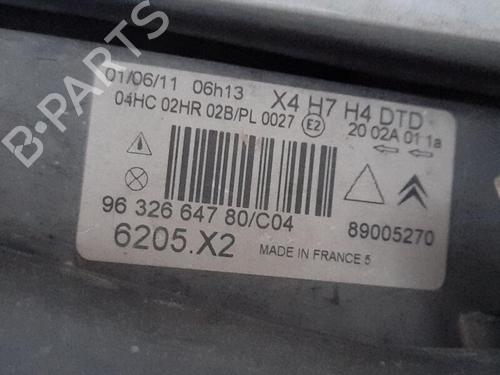 01/06/11 06h13 X4 H7 H4 DTD
04HC 02HR 02B/PL 0027 E2 20 02A 01 1a
96 326 647 80/C04
89005270
6205.X2 MADE IN FRANCE 5
B-PARTS